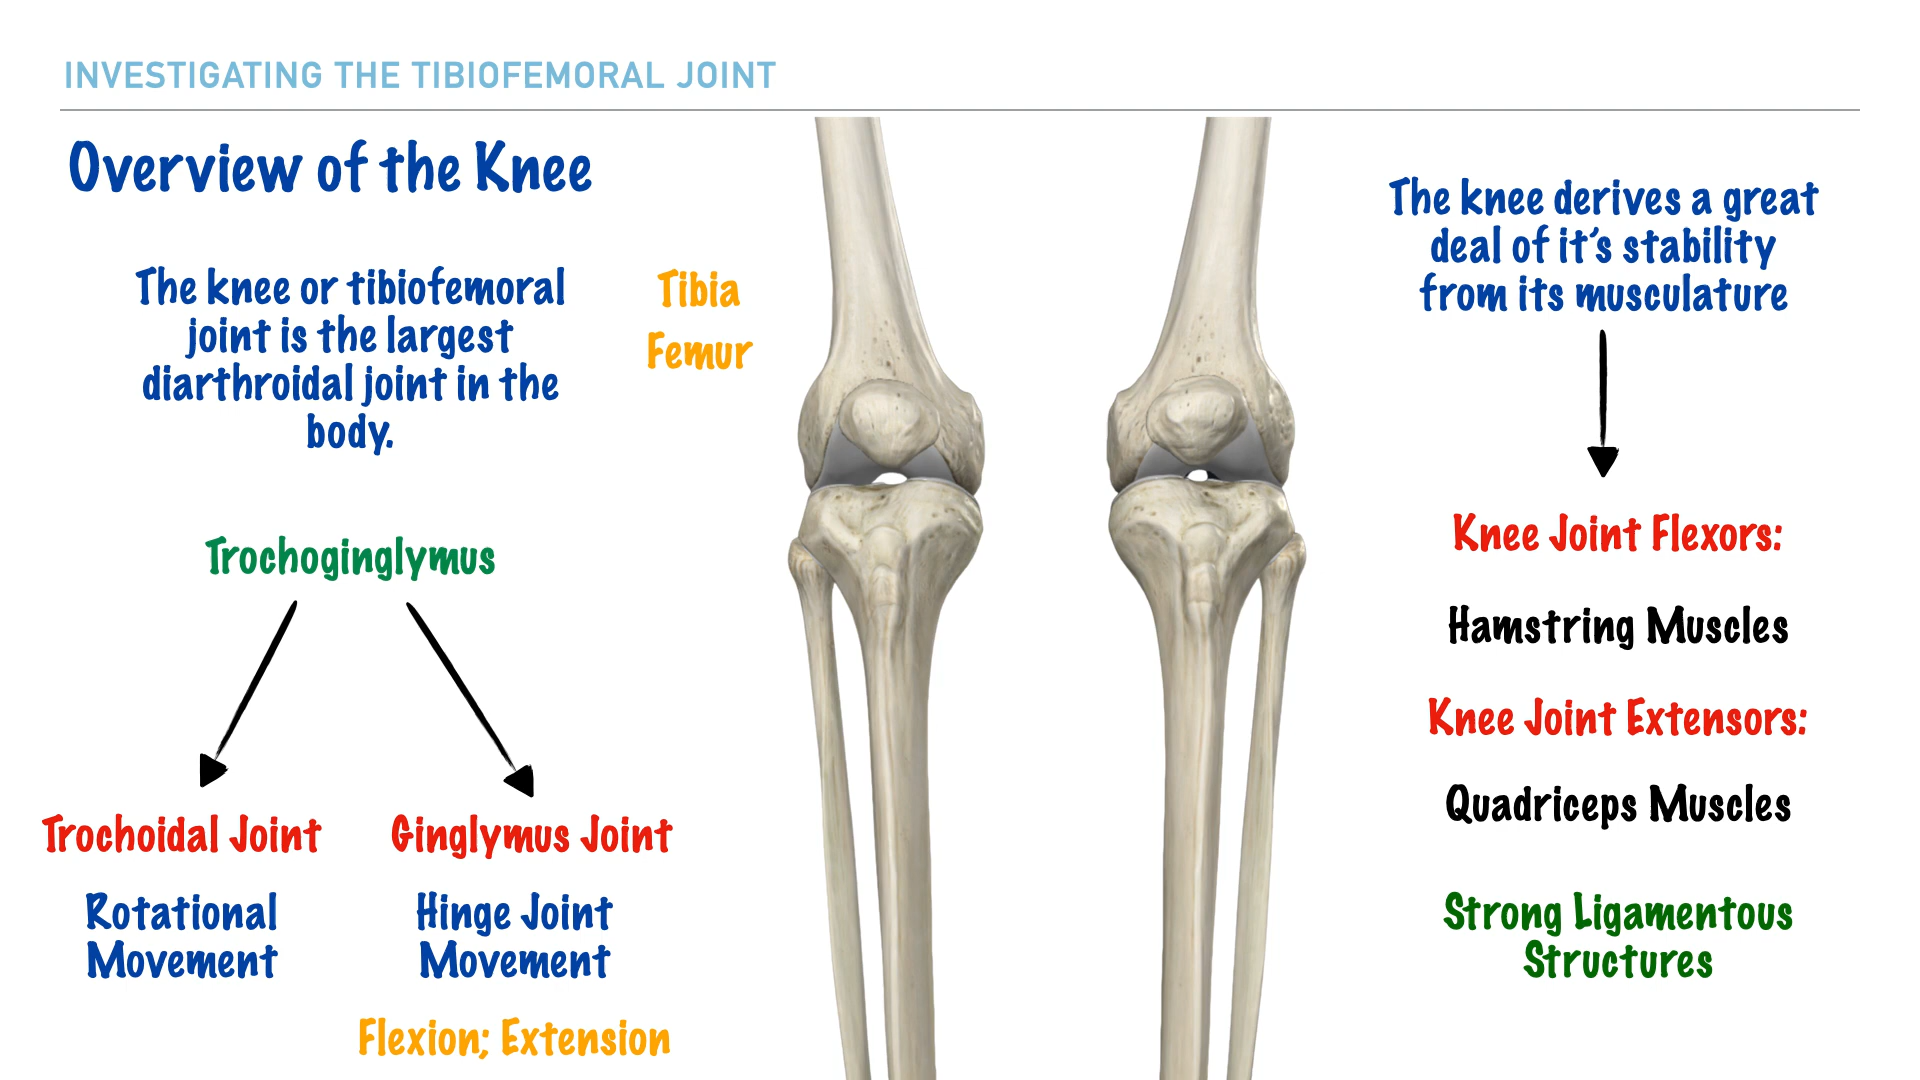 INVESTIGATING THE TIBIOFEMORAL JOINT
Overview of the Knee
The knee or tibiofemoral
joint is the largest
diarthroidal joint in the
body.
Tibia
Femur
Trochoginglymus
Trochoidal Joint
Rotational
Movement
Ginglymus Joint
Hinge Joint
Movement
Flexion; Extension
The knee derives a great
deal of it’s stability
from its musculature
Knee Joint Flexors:
Hamstring Muscles
Knee Joint Extensors:
Quadriceps Muscles
Strong Ligamentous
Structures